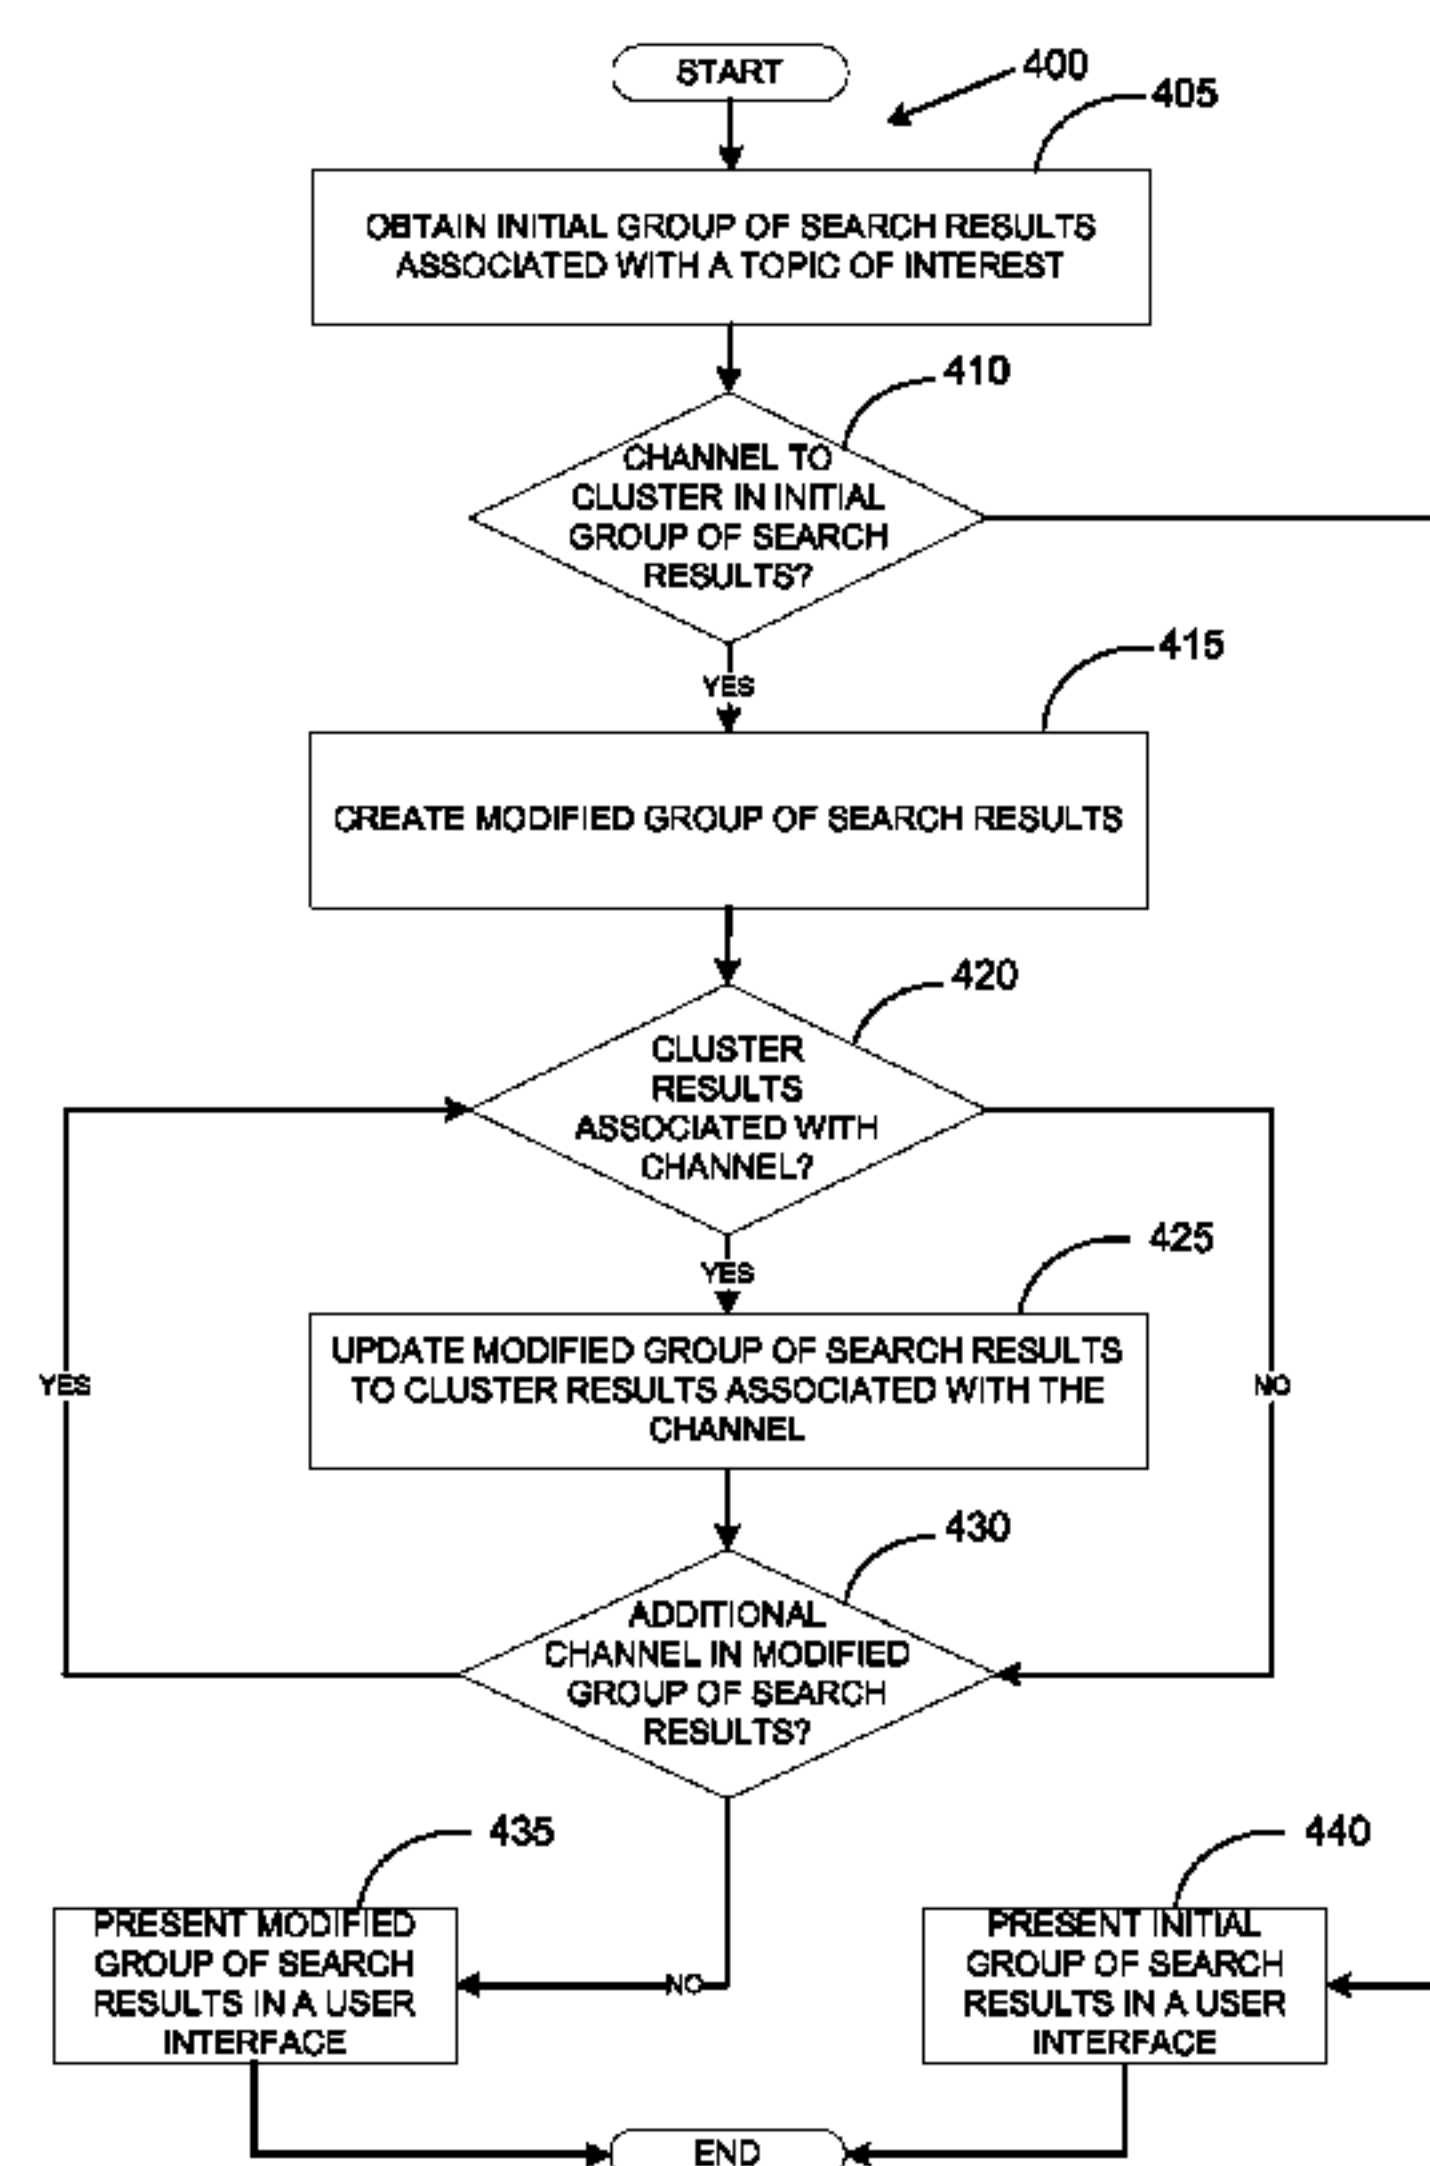 START
400
405
OBTAIN INITIAL GROUP OF SEARCH RESULTS
ASSOCIATED WITH A TOPIC OF INTEREST
410
CHANNEL TO
CLUSTER IN INITIAL
GROUP OF SEARCH
RESULTS?
415
YES
CREATE MODIFIED GROUP OF SEARCH RESULTS
420
CLUSTER
RESULTS
ASSOCIATED WITH
CHANNEL?
425
YES
UPDATE MODIFIED GROUP OF SEARCH RESULTS
TO CLUSTER RESULTS ASSOCIATED WITH THE
CHANNEL
YES
NO
430
ADDITIONAL
CHANNEL IN MODIFIED
GROUP OF SEARCH
RESULTS?
435
440
PRESENT MODIFIED
GROUP OF SEARCH
RESULTS IN A USER
INTERFACE
NO
PRESENT INITIAL
GROUP OF SEARCH
RESULTS IN A USER
INTERFACE
END